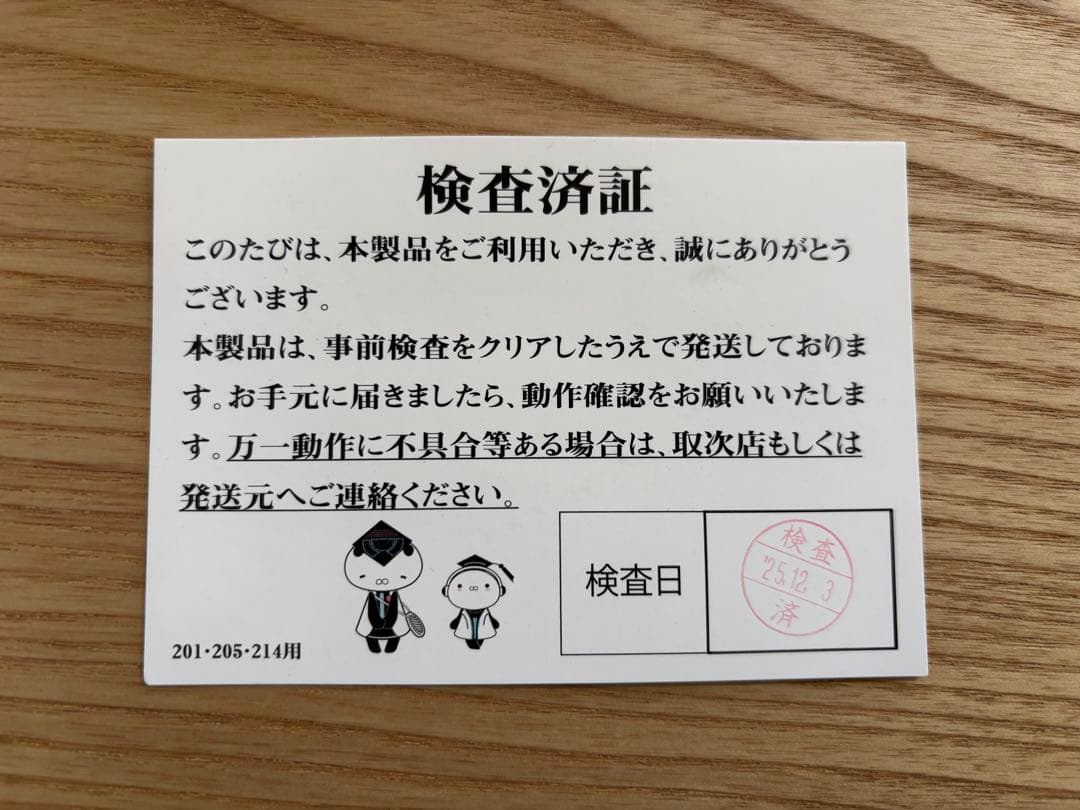 検査済証
このたびは、本製品をご利用いただき、誠にありがとう
ございます。
本製品は、事前検査をクリアしたうえで発送しておりま
す。お手元に届きましたら、動作確認をお願いいたしま
す。万一動作に不具合等ある場合は、取次店もしくは
発送元へご連絡ください。
検査日
検査
'25.12.3
済
201・205・214用